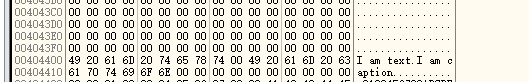 004043C0 00 00 00 00 00 00 00 00 00 00 00 00 00 00 00 00 ................
004043D0 00 00 00 00 00 00 00 00 00 00 00 00 00 00 00 00 ................
004043E0 00 00 00 00 00 00 00 00 00 00 00 00 00 00 00 00 ................
004043F0 00 00 00 00 00 00 00 00 00 00 00 00 00 00 00 00 ................
00404400 49 20 61 6D 20 74 65 78 74 00 49 20 61 6D 20 63 I am text.I am c
00404410 61 70 74 69 6F 6E 00 00 00 00 00 00 00 00 00 00 aption..........